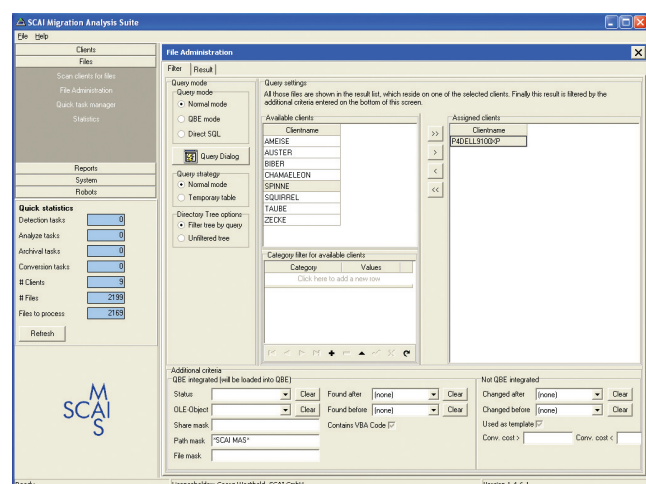 SCAI Migration Analysis Suite
File Help
Clients
Files
Scan clients for files
File Administration
Quick task manager
Statistics
Reports
System
Robots
Quick statistics
Detection tasks 0
Analyze tasks 0
Archival tasks 0
Conversion tasks 0
# Clients 9
# Files 2199
Files to process 2169
Refresh
M
SCAI
S
File Administration
Filter Result
Query mode
Query mode
Normal mode
QBE mode
Direct SQL
Query Dialog
Query strategy
Normal mode
Temporary table
Directory Tree options
Filter tree by query
Unfiltered tree
Query settings
All those files are shown in the result list, which reside on one of the selected clients. Finally this result is filtered by the
additional criteria entered on the bottom of this screen.
Available clients
Clientname
AMEISE
AUSTER
BIBER
CHAMAELEON
SPINNE
SQUIRREL
TAUBE
ZECKE
>>
>
<
<<
Assigned clients
Clientname
P4DELL9100XP
Category filter for available clients
Category Values
Click here to add a new row
Additional criteria
QBE integrated (will be loaded into QBE)
Status Clear Found after (none) Clear
OLE-Object Clear Found before (none) Clear
Share mask Contains VBA Code
Path mask *SCAI MAS*
File mask
Not QBE integrated
Changed after (none) Clear
Changed before (none) Clear
Used as template
Conv. cost > Conv. cost <